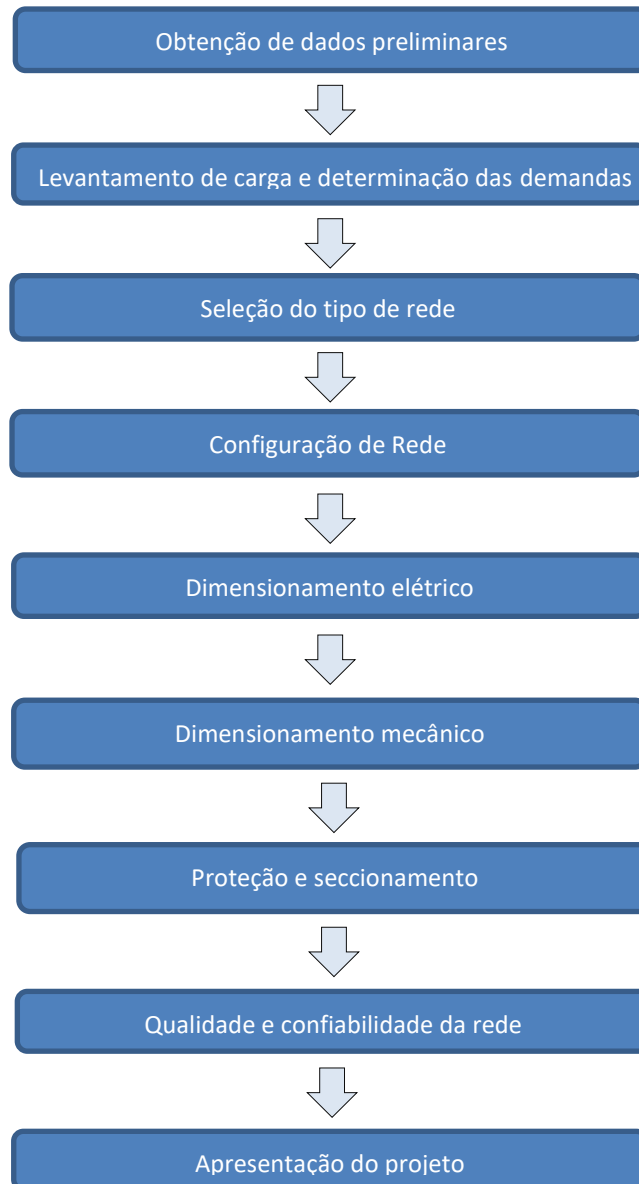 Obtenção de dados preliminares
Levantamento de carga e determinação das demandas
Seleção do tipo de rede
Configuração de Rede
Dimensionamento elétrico
Dimensionamento mecânico
Proteção e seccionamento
Qualidade e confiabilidade da rede
Apresentação do projeto